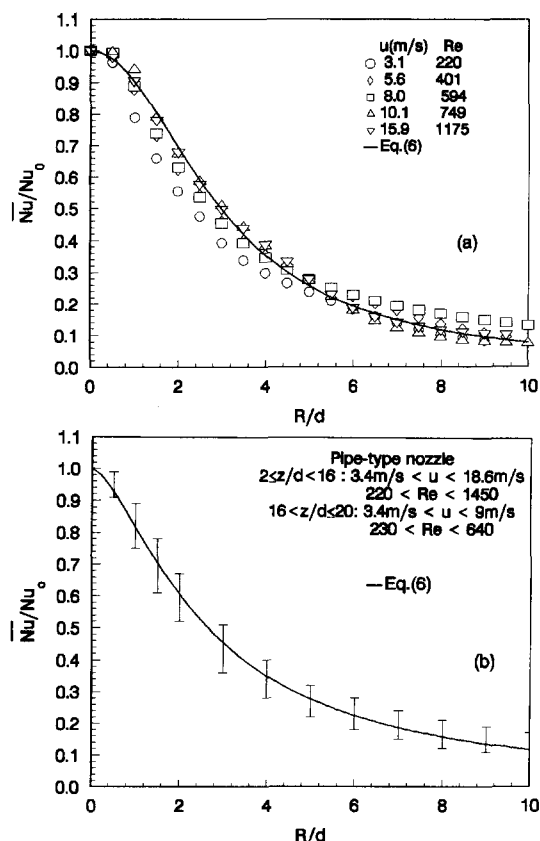 1.1
1.0
0.9
0.8
0.7
0.6
0.5
0.4
0.3
0.2
0.1
0.0
Nu/Nu₀
u(m/s) Re
3.1 220
5.6 401
8.0 594
10.1 749
15.9 1175
Eq.(6)
(a)
0 2 4 6 8 10
R/d
1.1
1.0
0.9
0.8
0.7
0.6
0.5
0.4
0.3
0.2
0.1
0.0
Nu/Nu₀
Pipe-type nozzle
2≤z/d<16 : 3.4m/s < u < 18.6m/s
220 < Re < 1450
16<z/d≤20: 3.4m/s < u < 9m/s
230 < Re < 640
Eq.(6)
(b)
0 2 4 6 8 10
R/d